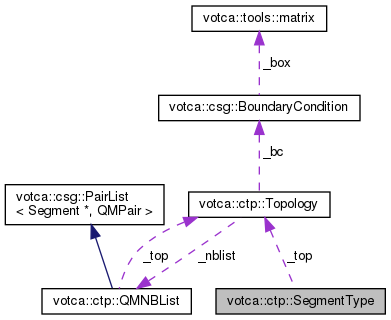 votca::tools::matrix
_box
votca::csg::BoundaryCondition
_bc
votca::csg::PairList
< Segment *, QMPair >
votca::ctp::Topology
_top
_nblist
_top
votca::ctp::QMNBList
votca::ctp::SegmentType